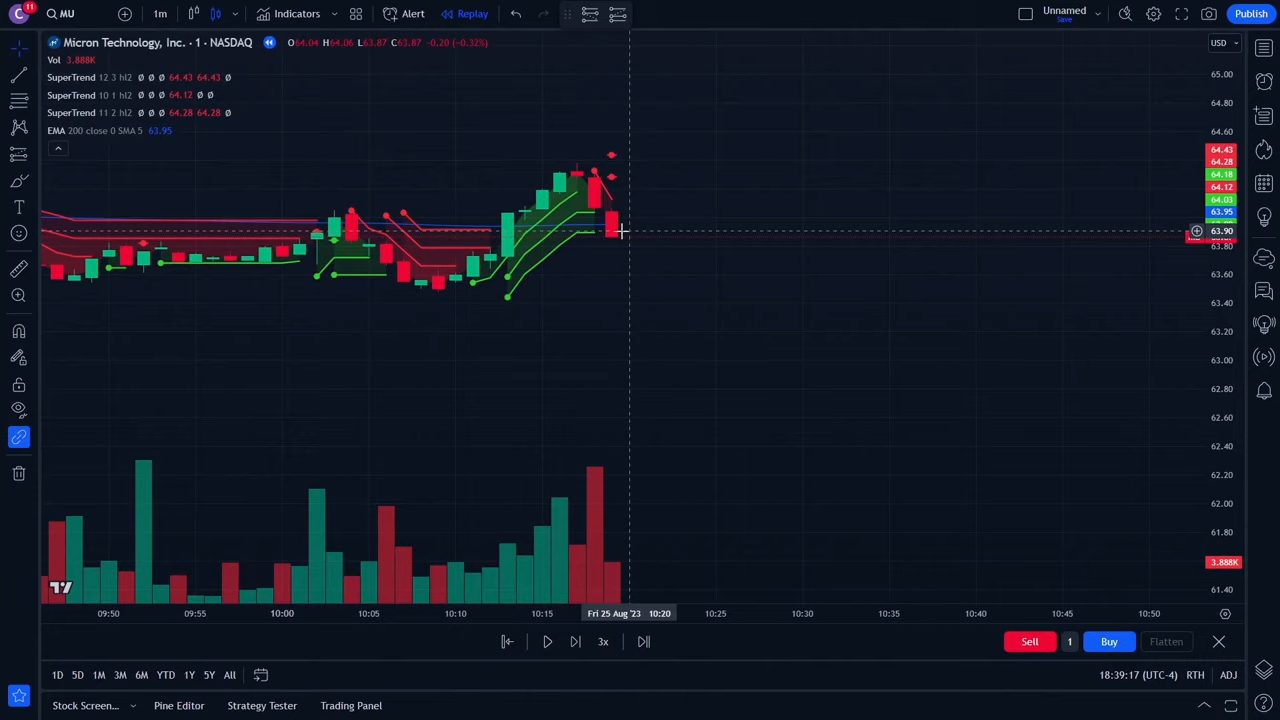 C 11 MU 1m Indicators Alert Replay Unnamed Save Publish
Micron Technology, Inc. · 1 · NASDAQ O64.04 H64.06 L63.87 C63.87 -0.20 (-0.32%) USD
Vol 3.888K
SuperTrend 12 3 hl2 Ø Ø Ø 64.43 64.43 Ø
SuperTrend 10 1 hl2 Ø Ø Ø 64.12 Ø Ø
SuperTrend 11 2 hl2 Ø Ø Ø 64.28 64.28 Ø
EMA 200 close 0 SMA 5 63.95
65.00
64.80
64.60
64.43
64.28
64.18
64.12
64.03
63.95
63.90
63.80
63.60
63.40
63.20
63.00
62.80
62.60
62.40
62.20
62.00
61.80
3.888K
61.40
09:50 09:55 10:00 10:05 10:10 10:15 Fri 25 Aug '23 10:20 10:25 10:30 10:35 10:40 10:45 10:50
3x Sell 1 Buy Flatten
1D 5D 1M 3M 6M YTD 1Y 5Y All 18:39:17 (UTC-4) RTH ADJ
Stock Screen... Pine Editor Strategy Tester Trading Panel